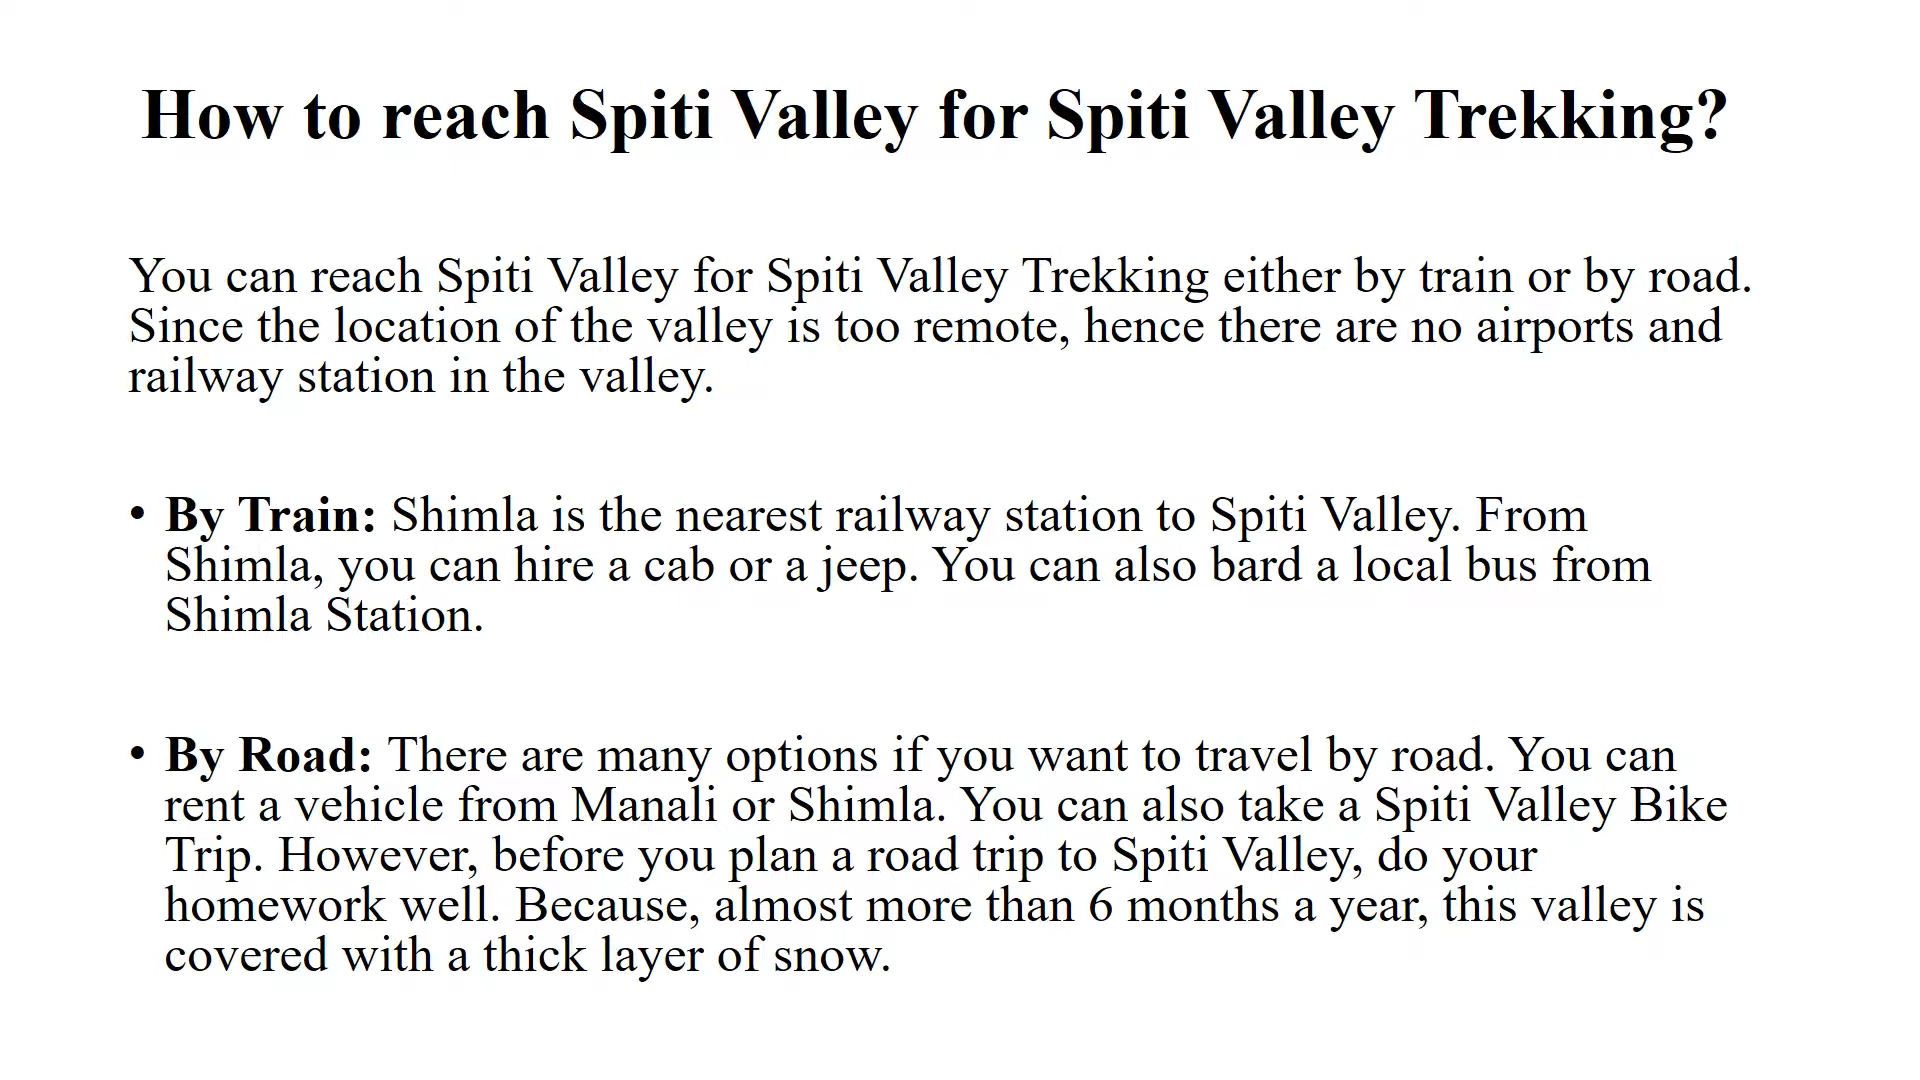 How to reach Spiti Valley for Spiti Valley Trekking?
You can reach Spiti Valley for Spiti Valley Trekking either by train or by road.
Since the location of the valley is too remote, hence there are no airports and
railway station in the valley.
• By Train: Shimla is the nearest railway station to Spiti Valley. From
Shimla, you can hire a cab or a jeep. You can also bard a local bus from
Shimla Station.
• By Road: There are many options if you want to travel by road. You can
rent a vehicle from Manali or Shimla. You can also take a Spiti Valley Bike
Trip. However, before you plan a road trip to Spiti Valley, do your
homework well. Because, almost more than 6 months a year, this valley is
covered with a thick layer of snow.